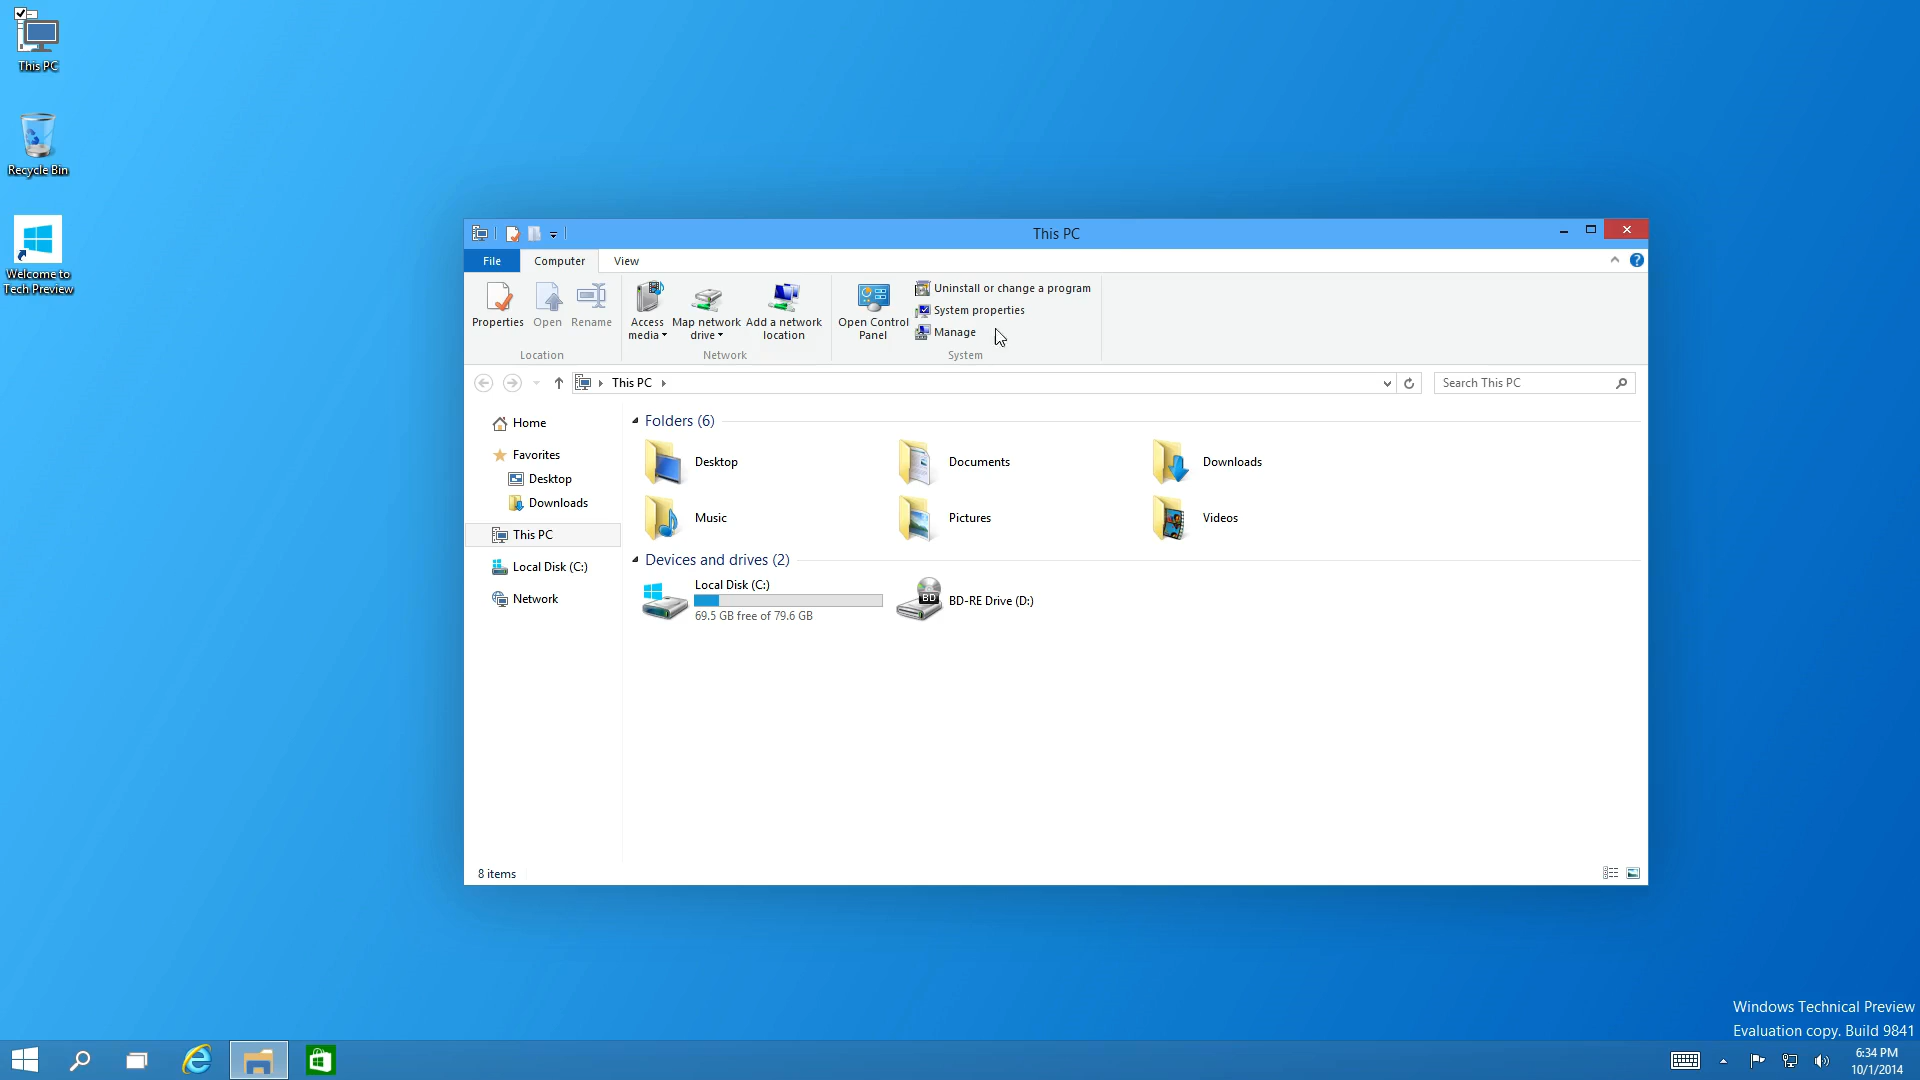 This PC
Recycle Bin
Welcome to
Tech Preview
This PC
File
Computer
View
Properties
Open
Rename
Location
Access
media
Map network
drive
Add a network
location
Network
Open Control
Panel
Uninstall or change a program
System properties
Manage
System
This PC
Search This PC
Home
Favorites
Desktop
Downloads
This PC
Local Disk (C:)
Network
Folders (6)
Desktop
Documents
Downloads
Music
Pictures
Videos
Devices and drives (2)
Local Disk (C:)
69.5 GB free of 79.6 GB
BD
BD-RE Drive (D:)
8 items
Windows Technical Preview
Evaluation copy. Build 9841
6:34 PM
10/1/2014